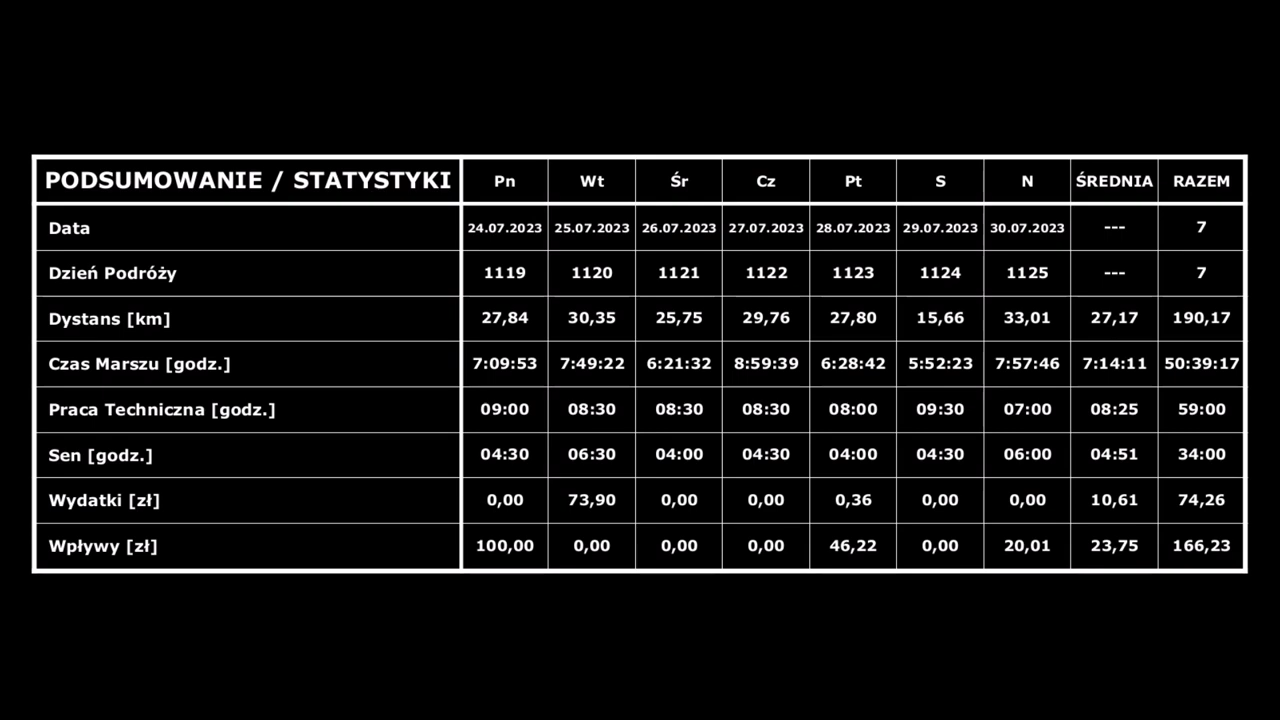 PODSUMOWANIE / STATYSTYKI Pn Wt Śr Cz Pt S N ŚREDNIA RAZEM
Data 24.07.2023 25.07.2023 26.07.2023 27.07.2023 28.07.2023 29.07.2023 30.07.2023 --- 7
Dzień Podróży 1119 1120 1121 1122 1123 1124 1125 --- 7
Dystans [km] 27,84 30,35 25,75 29,76 27,80 15,66 33,01 27,17 190,17
Czas Marszu [godz.] 7:09:53 7:49:22 6:21:32 8:59:39 6:28:42 5:52:23 7:57:46 7:14:11 50:39:17
Praca Techniczna [godz.] 09:00 08:30 08:30 08:30 08:00 09:30 07:00 08:25 59:00
Sen [godz.] 04:30 06:30 04:00 04:30 04:00 04:30 06:00 04:51 34:00
Wydatki [zł] 0,00 73,90 0,00 0,00 0,36 0,00 0,00 10,61 74,26
Wpływy [zł] 100,00 0,00 0,00 0,00 46,22 0,00 20,01 23,75 166,23